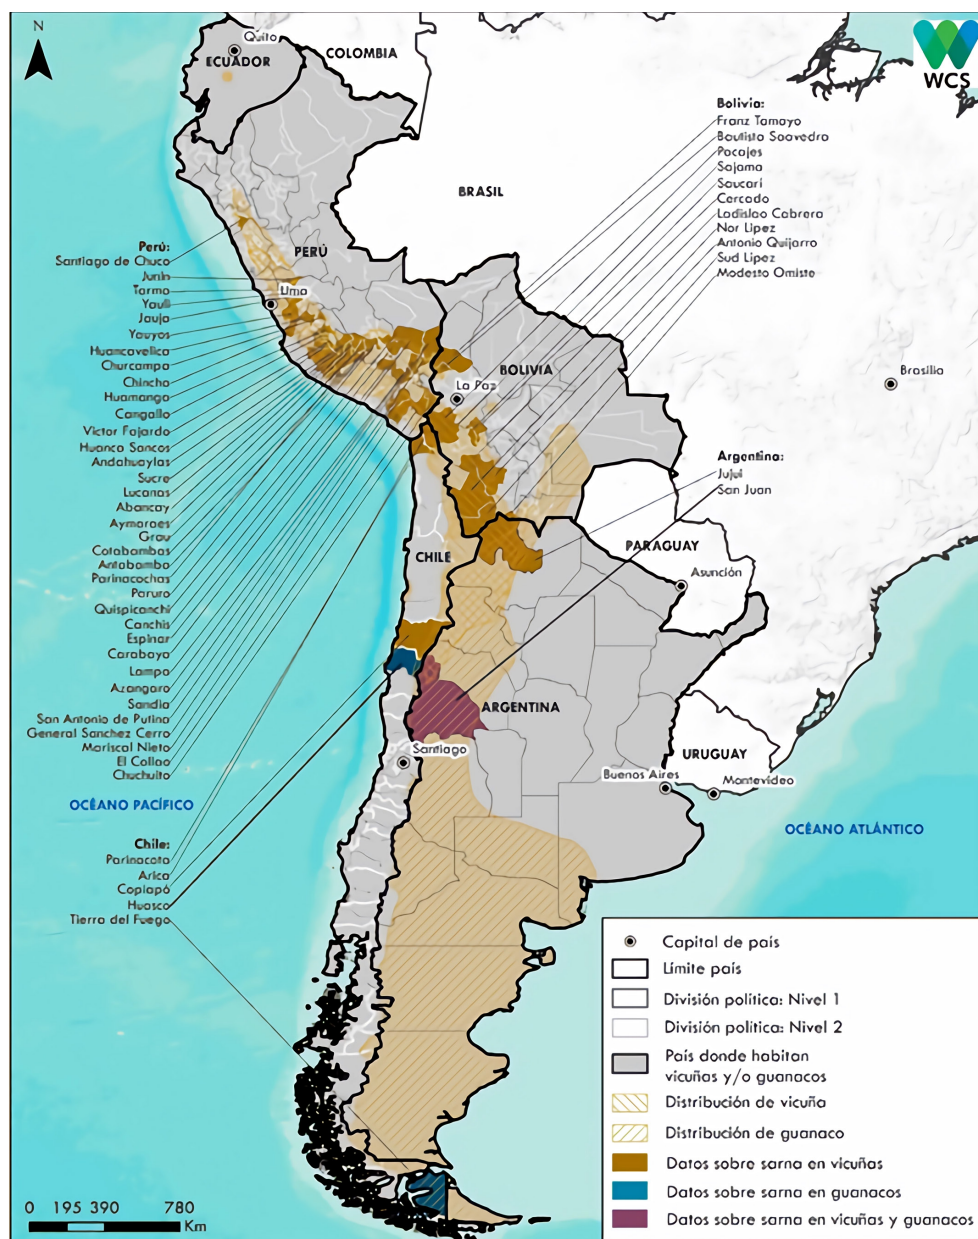 N
WCS
Quito
ECUADOR
COLOMBIA
BRASIL
PERÚ
Lima
BOLIVIA
La Paz
Brasilia
CHILE
PARAGUAY
Asunción
ARGENTINA
Santiago
URUGUAY
Buenos Aires
Montevideo
OCÉANO PACÍFICO
OCÉANO ATLÁNTICO
Bolivia:
Franz Tamayo
Bautista Saavedra
Pacajes
Sajama
Saucarí
Cercado
Ladislao Cabrera
Nor Lipez
Antonio Quijarro
Sud Lipez
Modesto Omiste
Argentina:
Jujui
San Juan
Perú:
Santiago de Chuco
Junín
Tarma
Yauli
Jauja
Yauyos
Huancavelica
Churcampa
Chincha
Huamanga
Cangallo
Victor Fajardo
Huanca Sancos
Andahuaylas
Sucre
Lucanas
Abancay
Aymaraes
Grau
Cotabambas
Antabamba
Parinacochas
Paruro
Quispicanchi
Canchis
Espinar
Carabaya
Lampa
Azangaro
Sandia
San Antonio de Putina
General Sanchez Cerro
Mariscal Nieto
El Collao
Chuchuito
Chile:
Parinacota
Arica
Copiapó
Huasco
Tierra del Fuego
Capital de país
Límite país
División política: Nivel 1
División política: Nivel 2
País donde habitan
vicuñas y/o guanacos
Distribución de vicuña
Distribución de guanaco
Datos sobre sarna en vicuñas
Datos sobre sarna en guanacos
Datos sobre sarna en vicuñas y guanacos
0 195 390 780
Km